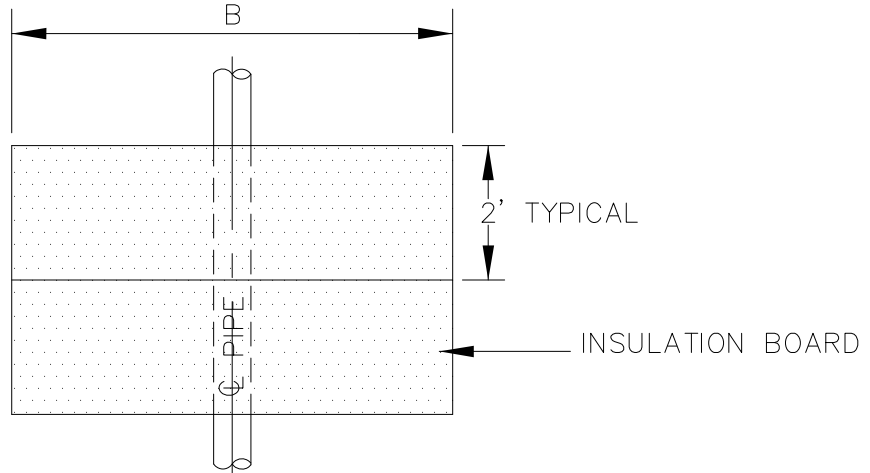 B
2' TYPICAL
INSULATION BOARD
℄ PIPE